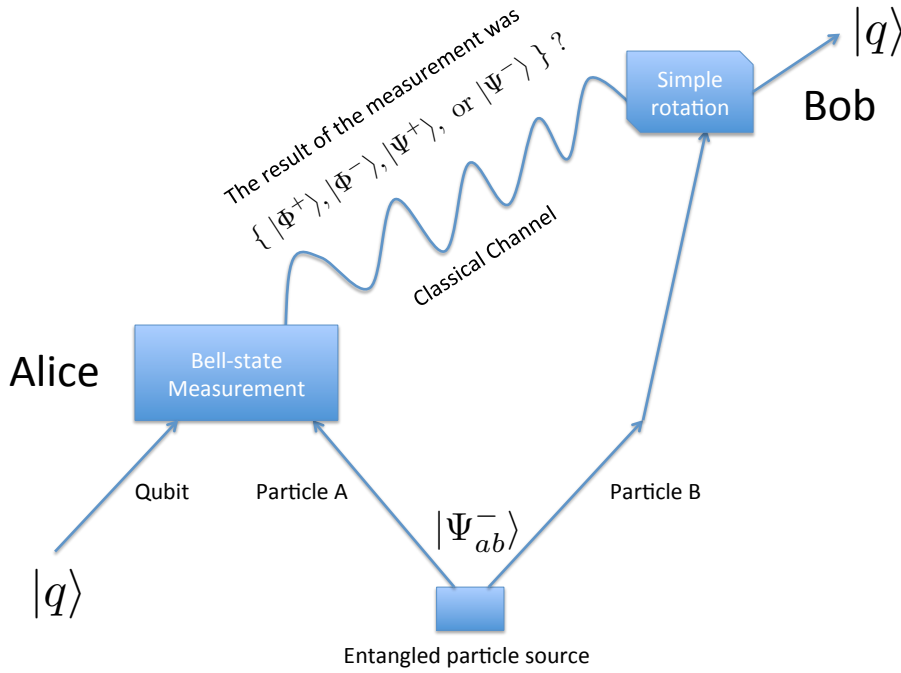 The result of the measurement was
{ |Φ⁺⟩, |Φ⁻⟩, |Ψ⁺⟩, or |Ψ⁻⟩ } ?
Simple
rotation
|q⟩
Bob
Classical Channel
Alice
Bell-state
Measurement
Qubit
Particle A
Particle B
|Ψ⁻ₐb⟩
|q⟩
Entangled particle source